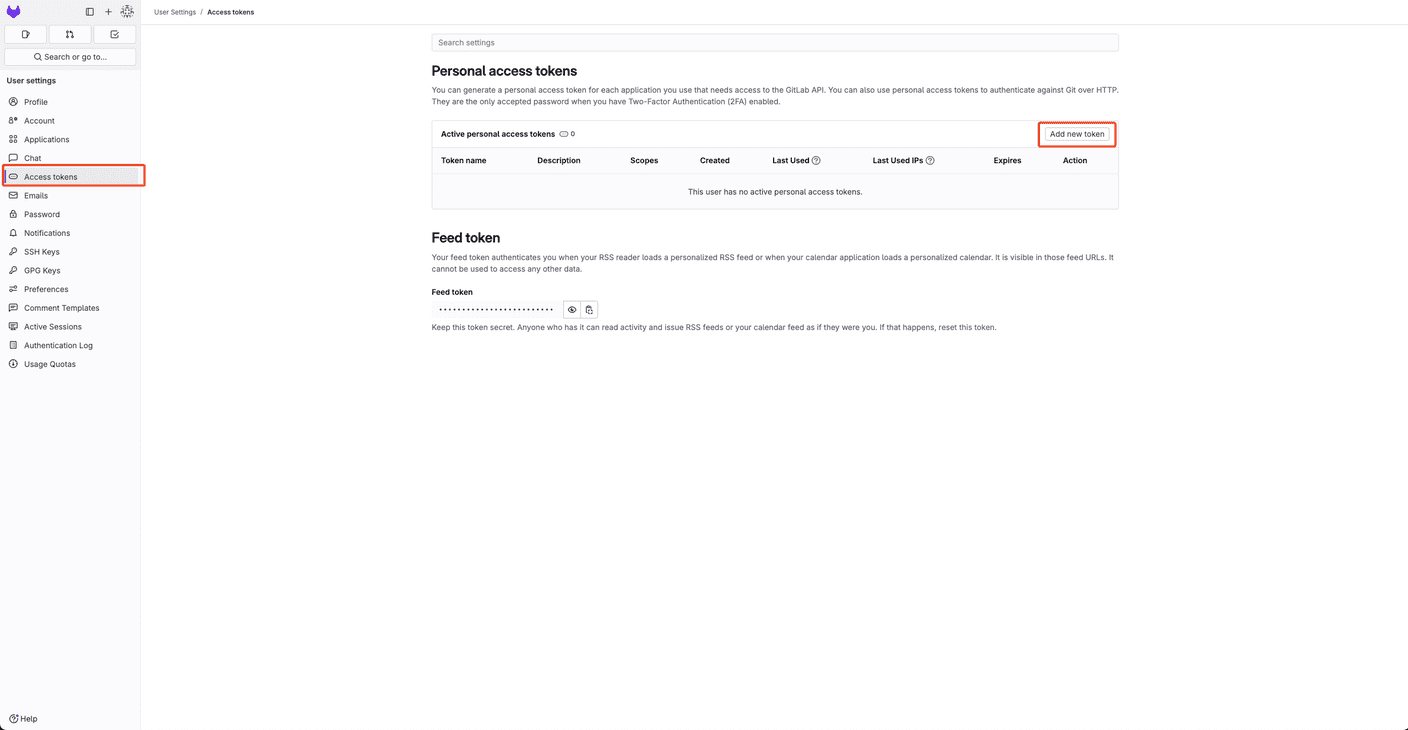 User Settings / Access tokens
Search or go to...
User settings
Profile
Account
Applications
Chat
Access tokens
Emails
Password
Notifications
SSH Keys
GPG Keys
Preferences
Comment Templates
Active Sessions
Authentication Log
Usage Quotas
Help
Search settings
Personal access tokens
You can generate a personal access token for each application you use that needs access to the GitLab API. You can also use personal access tokens to authenticate against Git over HTTP.
They are the only accepted password when you have Two-Factor Authentication (2FA) enabled.
Active personal access tokens 0
Add new token
Token name Description Scopes Created Last Used Last Used IPs Expires Action
This user has no active personal access tokens.
Feed token
Your feed token authenticates you when your RSS reader loads a personalized RSS feed or when your calendar application loads a personalized calendar. It is visible in those feed URLs. It
cannot be used to access any other data.
Feed token
Keep this token secret. Anyone who has it can read activity and issue RSS feeds or your calendar feed as if they were you. If that happens, reset this token.